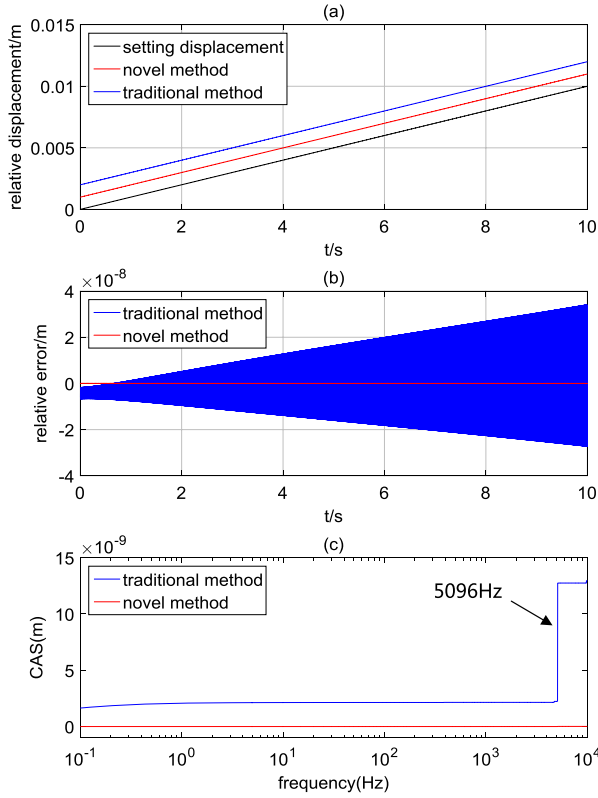 (a)
relative displacement/m
0.015
0.01
0.005
0
setting displacement
novel method
traditional method
0 2 4 6 8 10
t/s
(b)
×10-8
relative error/m
4
2
0
-2
-4
traditional method
novel method
0 2 4 6 8 10
t/s
(c)
×10-9
CAS(m)
15
10
5
0
traditional method
novel method
5096Hz
10-1 100 101 102 103 104
frequency(Hz)